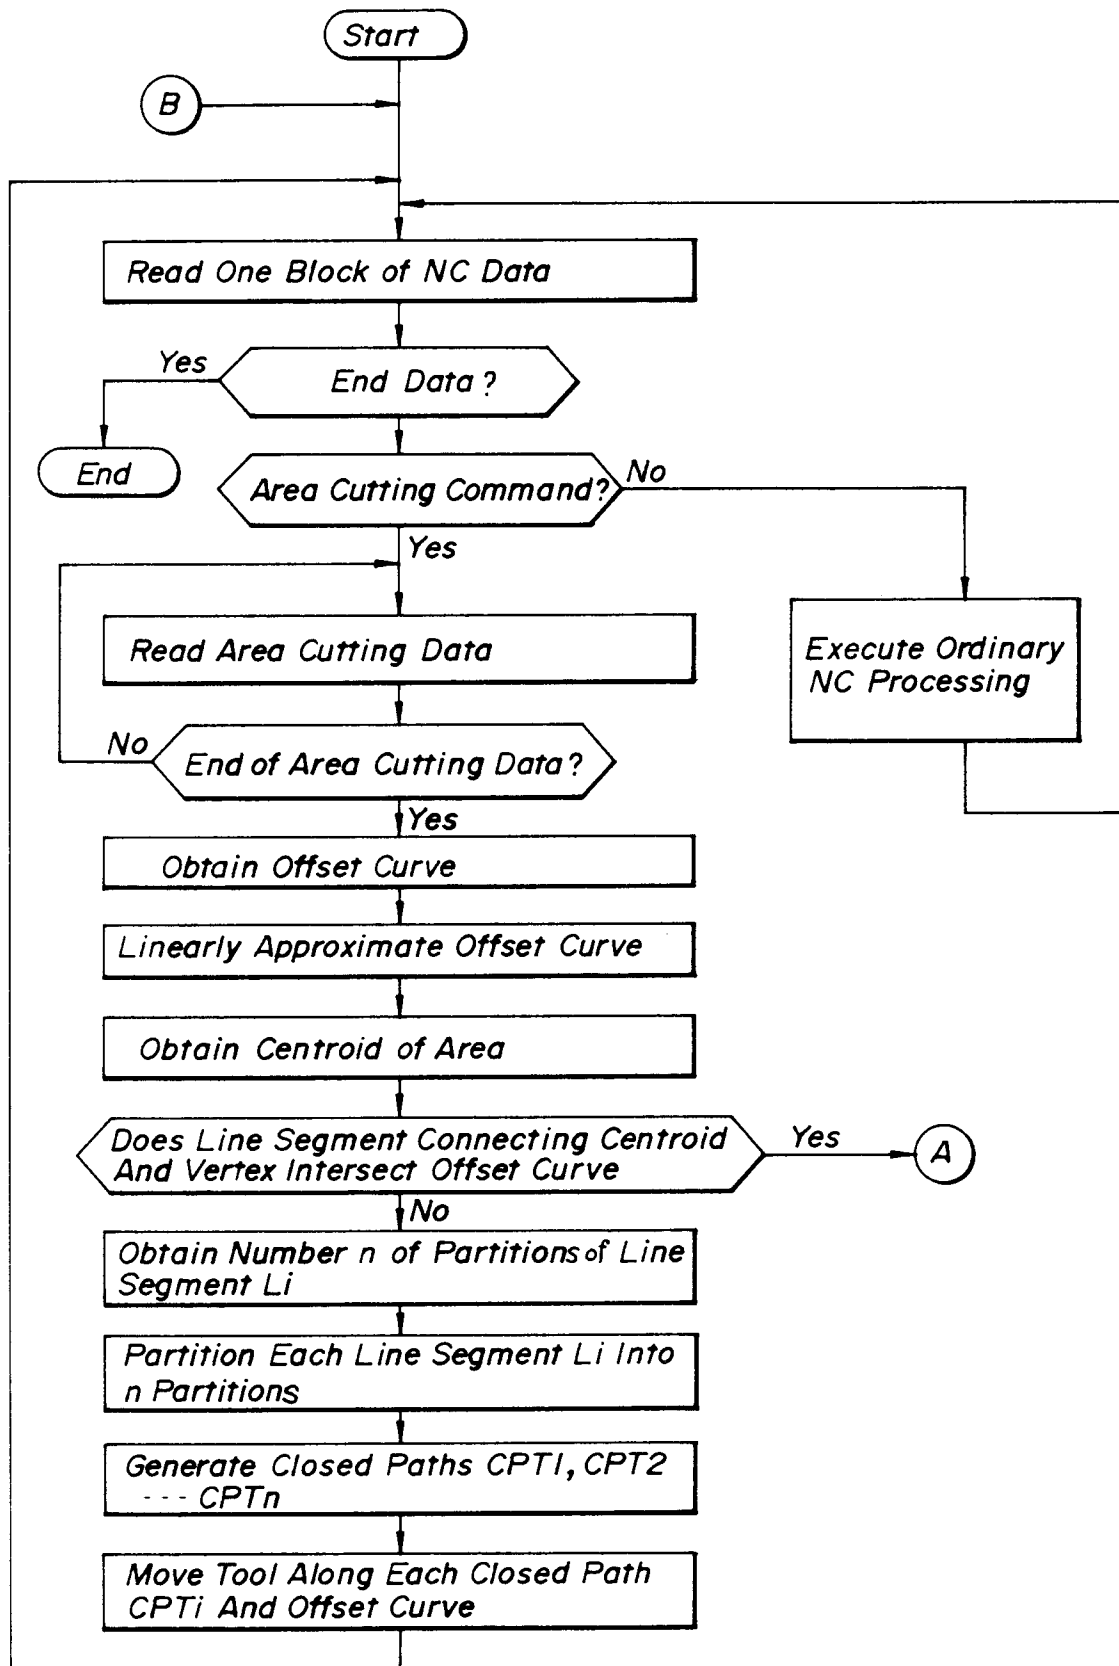 Start
B
Read One Block of NC Data
Yes
End Data?
End
Area Cutting Command?
No
Yes
Read Area Cutting Data
Execute Ordinary
NC Processing
No
End of Area Cutting Data?
Yes
Obtain Offset Curve
Linearly Approximate Offset Curve
Obtain Centroid of Area
Does Line Segment Connecting Centroid
And Vertex Intersect Offset Curve
Yes
A
No
Obtain Number n of Partitions of Line
Segment Li
Partition Each Line Segment Li Into
n Partitions
Generate Closed Paths CPT1, CPT2
--- CPTn
Move Tool Along Each Closed Path
CPTi And Offset Curve